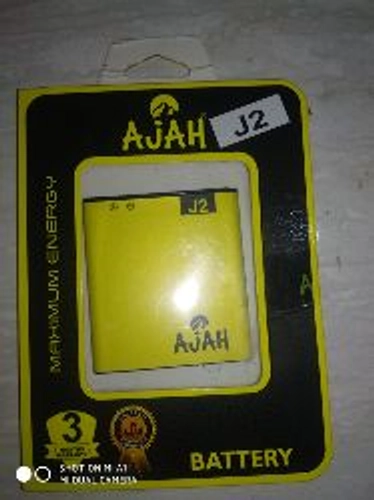 AJAH
J2
MAXIMUM ENERGY
J2
AJAH
3
BATTERY
SHOT ON MI A1
MI DUAL CAMERA